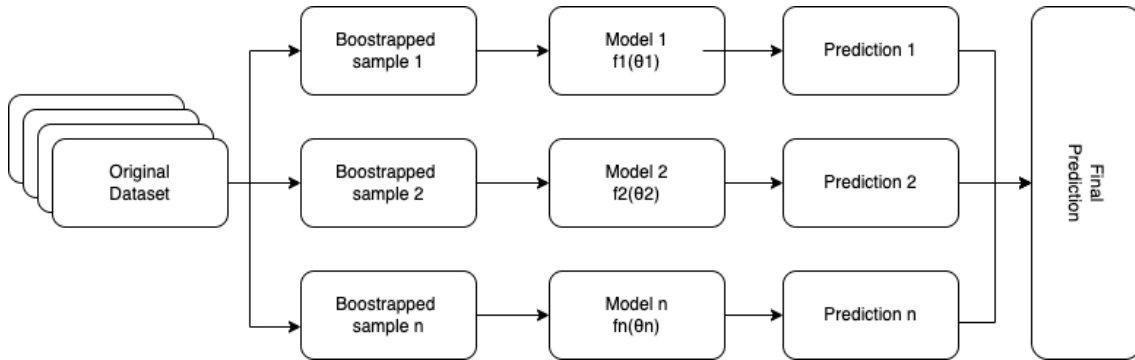 Original
Dataset
Boostrapped
sample 1
Model 1
f1(θ1)
Prediction 1
Boostrapped
sample 2
Model 2
f2(θ2)
Prediction 2
Boostrapped
sample n
Model n
fn(θn)
Prediction n
Final
Prediction